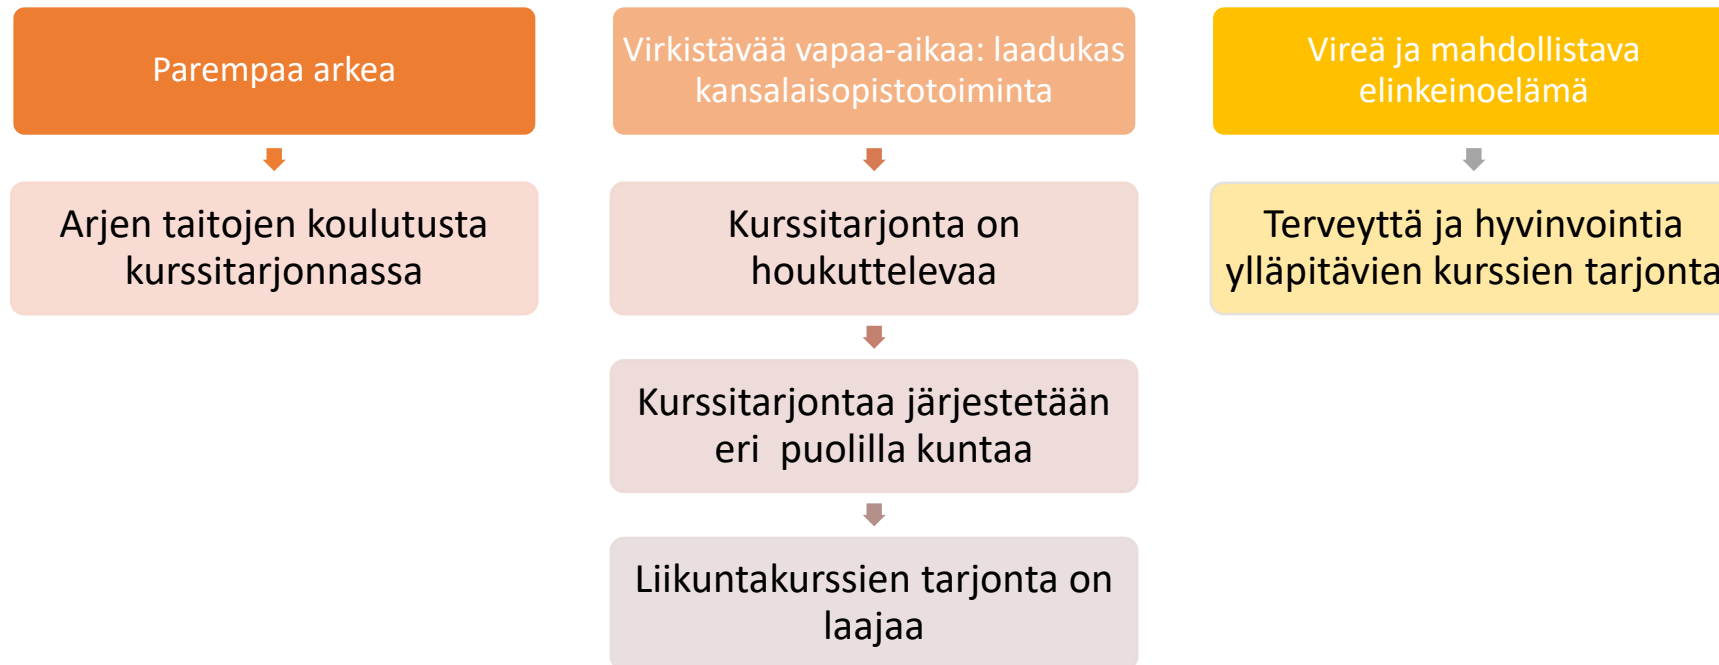 Parempaa arkea
Arjen taitojen koulutusta
kurssitarjonnassa
Virkistävää vapaa-aikaa: laadukas
kansalaisopistotoiminta
Kurssitarjonta on
houkuttelevaa
Kurssitarjontaa järjestetään
eri  puolilla kuntaa
Liikuntakurssien tarjonta on
laajaa
Vireä ja mahdollistava
elinkeinoelämä
Terveyttä ja hyvinvointia
ylläpitävien kurssien tarjonta